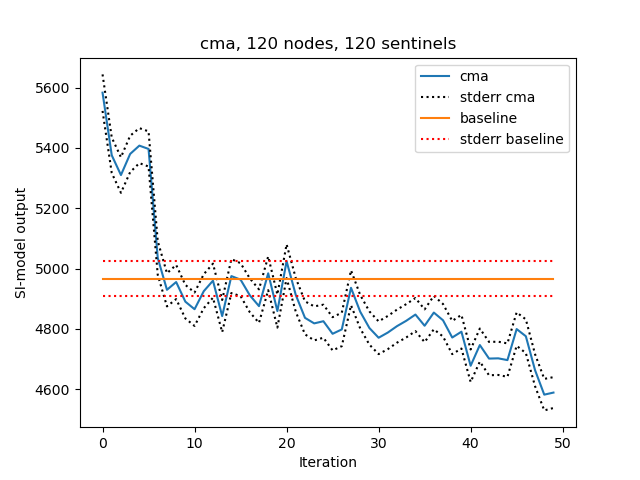 cma, 120 nodes, 120 sentinels
cma
stderr cma
baseline
stderr baseline
SI-model output
5600
5400
5200
5000
4800
4600
0 10 20 30 40 50
Iteration